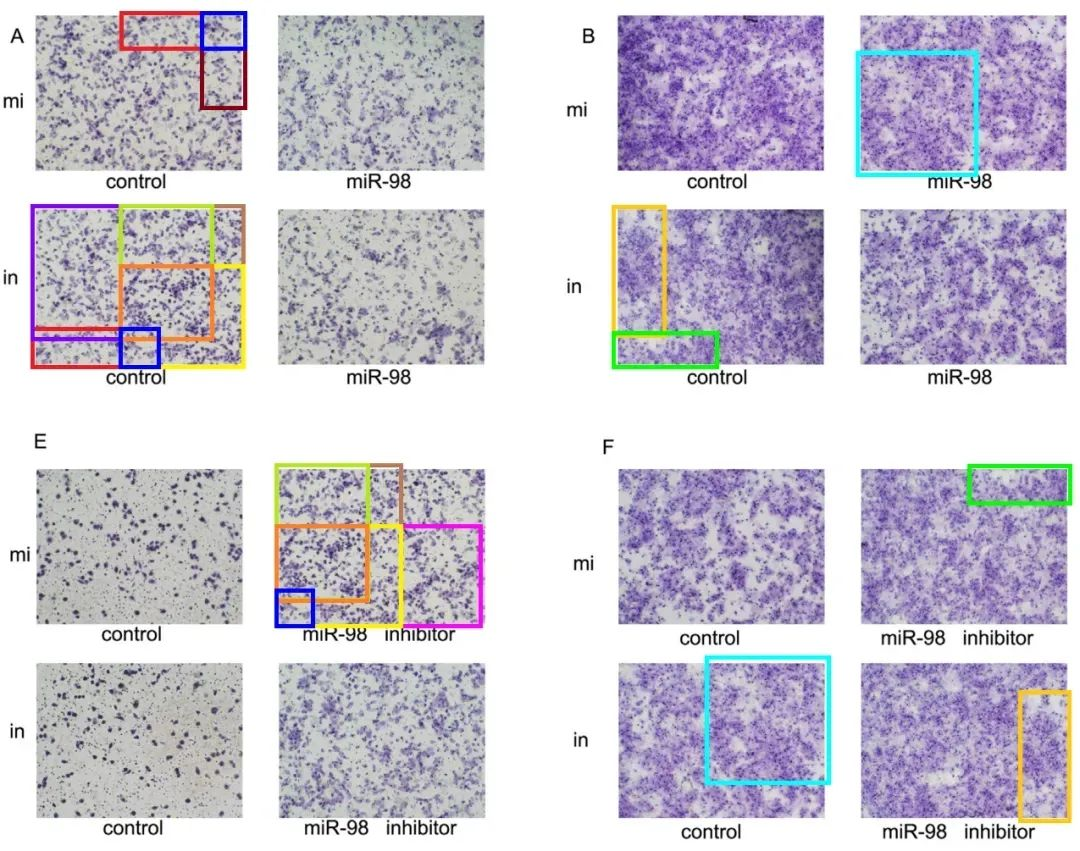 A
B
mi
mi
control
miR-98
control
miR-98
in
in
control
miR-98
control
miR-98
E
F
mi
mi
control
miR-98 inhibitor
control
miR-98 inhibitor
in
in
control
miR-98 inhibitor
control
miR-98 inhibitor